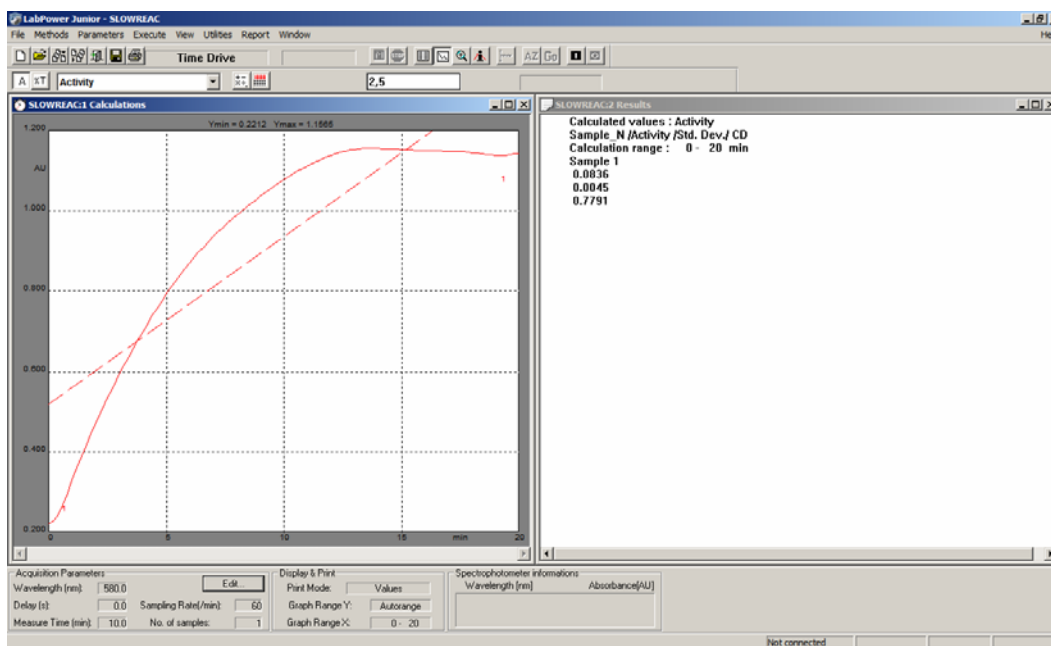 LabPower Junior - SLOWREAC
File Methods Parameters Execute View Utilities Report Window He
Time Drive
AZ Go
A xT Activity 2,5
SLOWREAC:1 Calculations
Ymin = 0.2212 Ymax = 1.1565
1.200
AU
1.000
0.800
0.600
0.400
0.200
1
1
0 5 10 15 min 20
SLOWREAC:2 Results
Calculated values : Activity
Sample_N /Activity /Std. Dev./ CD
Calculation range : 0 - 20 min
Sample 1
0.0836
0.0045
0.7791
Acquisition Parameters
Wavelength (nm): 580.0 Edit...
Delay (s): 0.0 Sampling Rate(/min): 60
Measure Time (min): 10.0 No. of samples: 1
Display & Print
Print Mode: Values
Graph Range Y: Autorange
Graph Range X: 0 - 20
Spectrophotometer informations
Wavelength [nm] Absorbance[AU]
Not connected